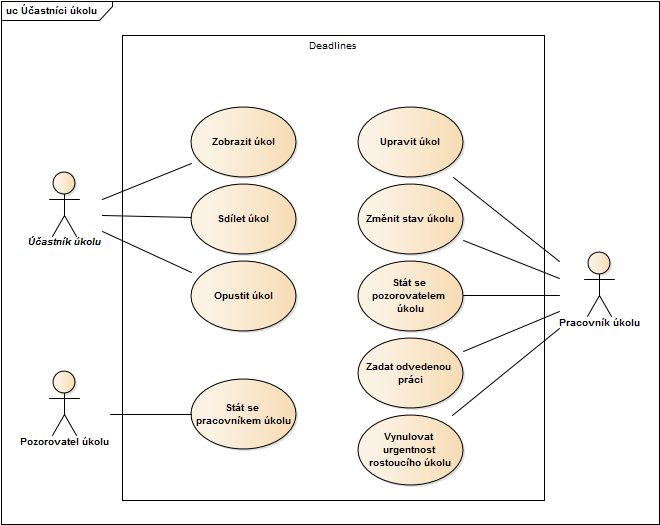 uc Účastníci úkolu
Deadlines
Zobrazit úkol
Upravit úkol
Sdílet úkol
Změnit stav úkolu
Účastník úkolu
Opustit úkol
Stát se
pozorovatelem
úkolu
Pracovník úkolu
Zadat odvedenou
práci
Stát se
pracovníkem úkolu
Pozorovatel úkolu
Vynulovat
urgentnost
rostoucího úkolu